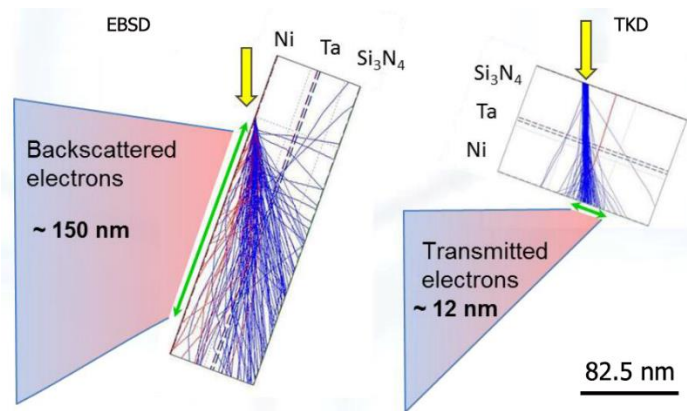 EBSD
Ni
Ta
Si₃N₄
Backscattered
electrons
~ 150 nm
TKD
Si₃N₄
Ta
Ni
Transmitted
electrons
~ 12 nm
82.5 nm